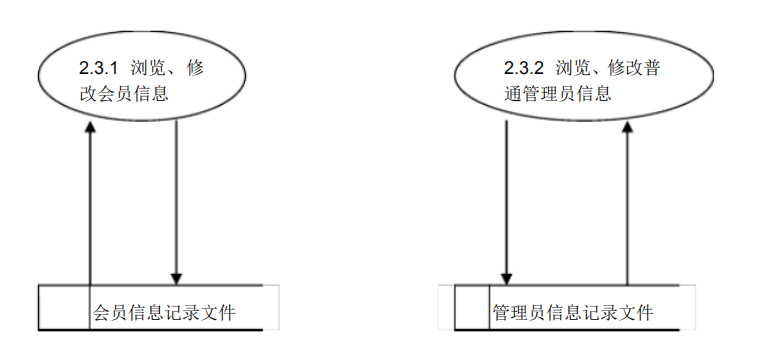 2.3.1 浏览、修
改会员信息
2.3.2 浏览、修改普
通管理员信息
会员信息记录文件
管理员信息记录文件